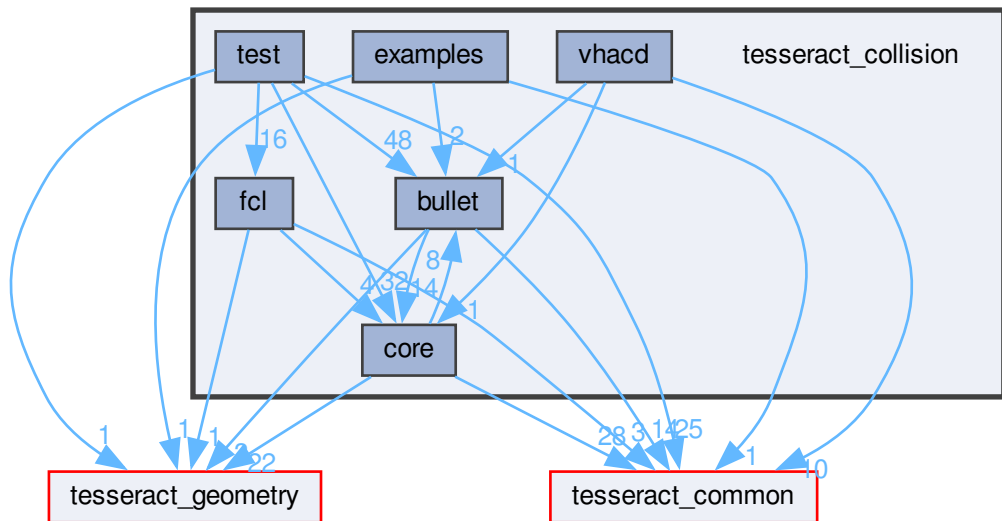 test
examples
vhacd
tesseract_collision
16
48
2
1
fcl
bullet
8
4
32
14
1
core
1
1
1
22
28
3
14
25
1
10
tesseract_geometry
tesseract_common